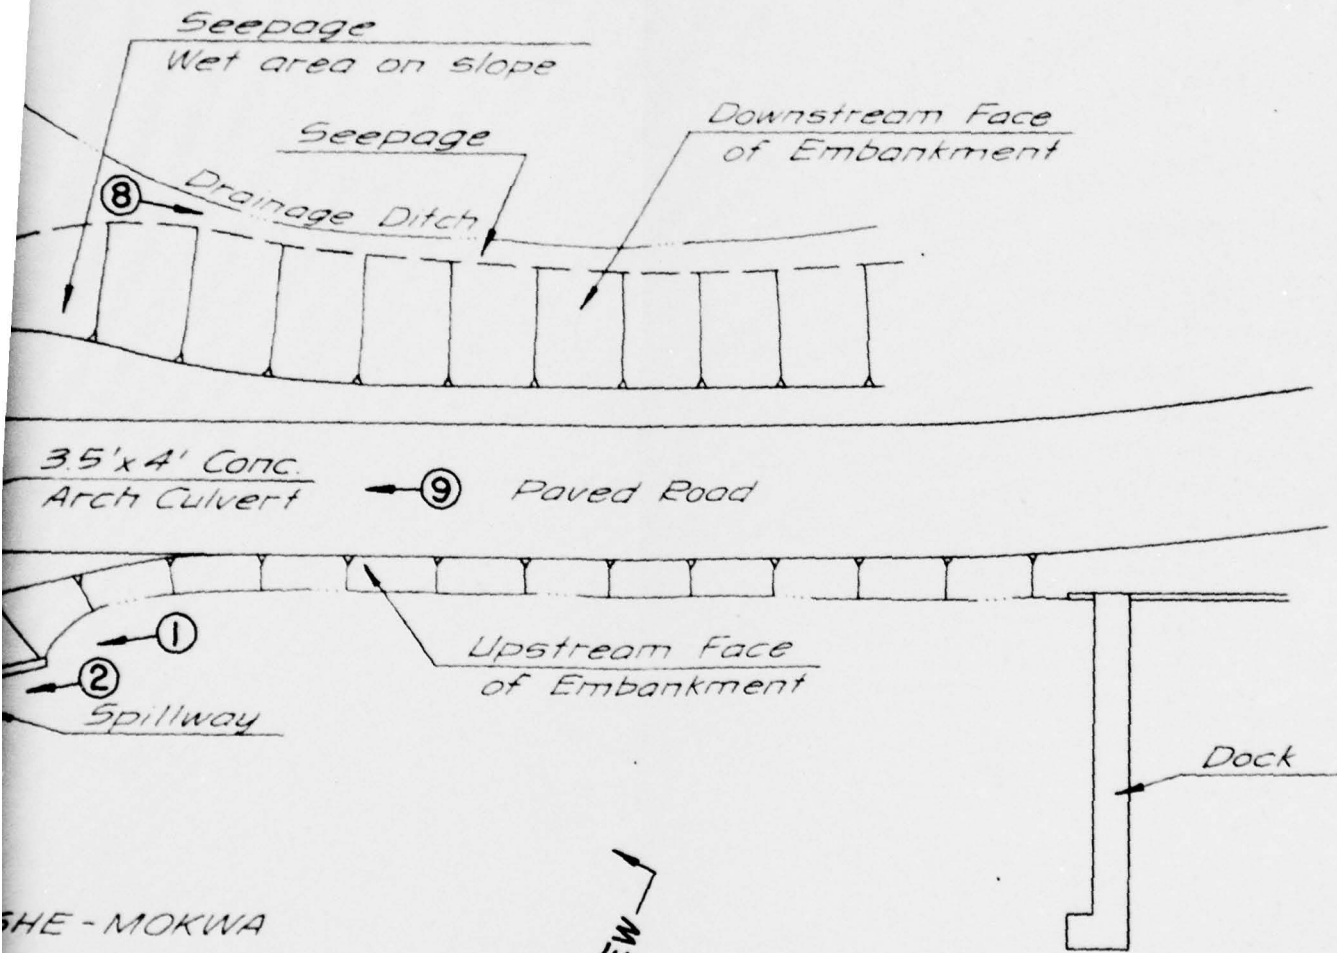 Seepage
Wet area on slope
Seepage
Downstream Face
of Embankment
8
Drainage Ditch
3.5'x 4' Conc.
Arch Culvert
9
Paved Road
1
2
Upstream Face
of Embankment
Spillway
Dock
SHE-MOKWA
EW